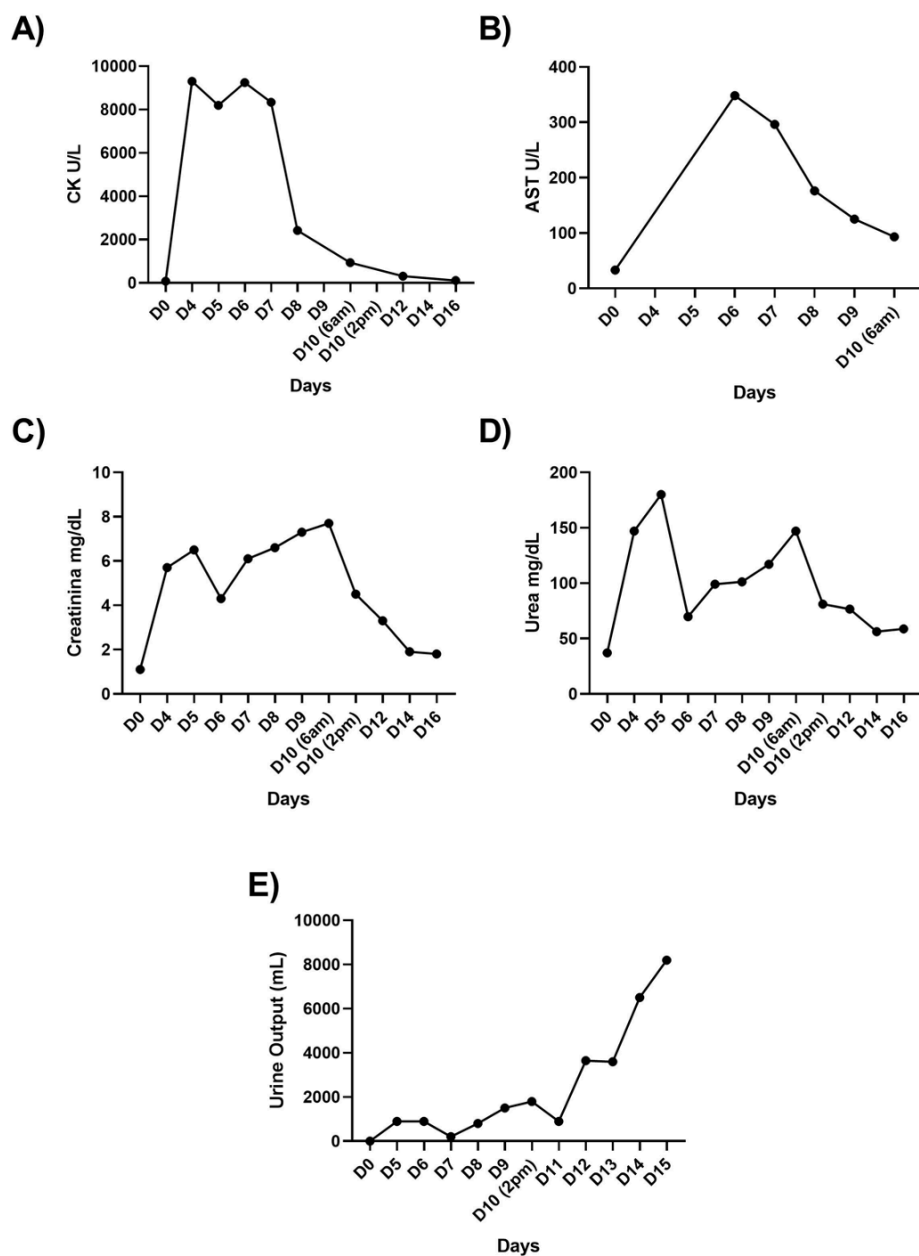 A)
CK U/L
10000
8000
6000
4000
2000
0
D0
D4
D5
D6
D7
D8
D9
D10 (6am)
D10 (2pm)
D12
D14
D16
Days
B)
AST U/L
400
300
200
100
0
D0
D4
D5
D6
D7
D8
D9
D10 (6am)
Days
C)
Creatinina mg/dL
10
8
6
4
2
0
D0
D4
D5
D6
D7
D8
D9
D10 (6am)
D10 (2pm)
D12
D14
D16
Days
D)
Urea mg/dL
200
150
100
50
0
D0
D4
D5
D6
D7
D8
D9
D10 (6am)
D10 (2pm)
D12
D14
D16
Days
E)
Urine Output (mL)
10000
8000
6000
4000
2000
0
D0
D5
D6
D7
D8
D9
D10 (2pm)
D11
D12
D13
D14
D15
Days